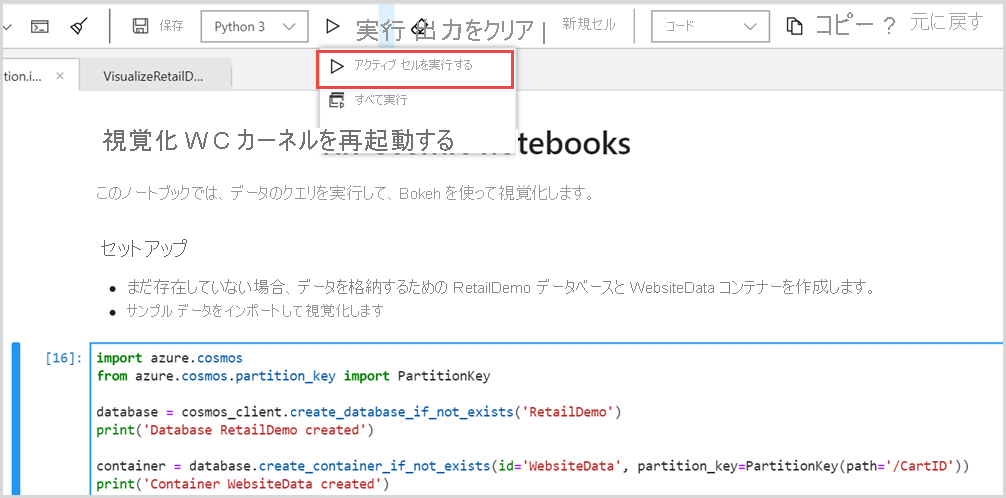 保存 Python 3 実行 出力をクリア 新規セル コード コピー ? 元に戻す
tion.i... × VisualizeRetailD...
アクティブ セルを実行する
すべて実行
視覚化 WC カーネルを再起動する tebooks
このノートブックでは、データのクエリを実行して、Bokeh を使って視覚化します。
セットアップ
• まだ存在していない場合、データを格納するための RetailDemo データベースと WebsiteData コンテナーを作成します。
• サンプル データをインポートして視覚化します
[16]: import azure.cosmos
from azure.cosmos.partition_key import PartitionKey
database = cosmos_client.create_database_if_not_exists('RetailDemo')
print('Database RetailDemo created')
container = database.create_container_if_not_exists(id='WebsiteData', partition_key=PartitionKey(path='/CartID'))
print('Container WebsiteData created')